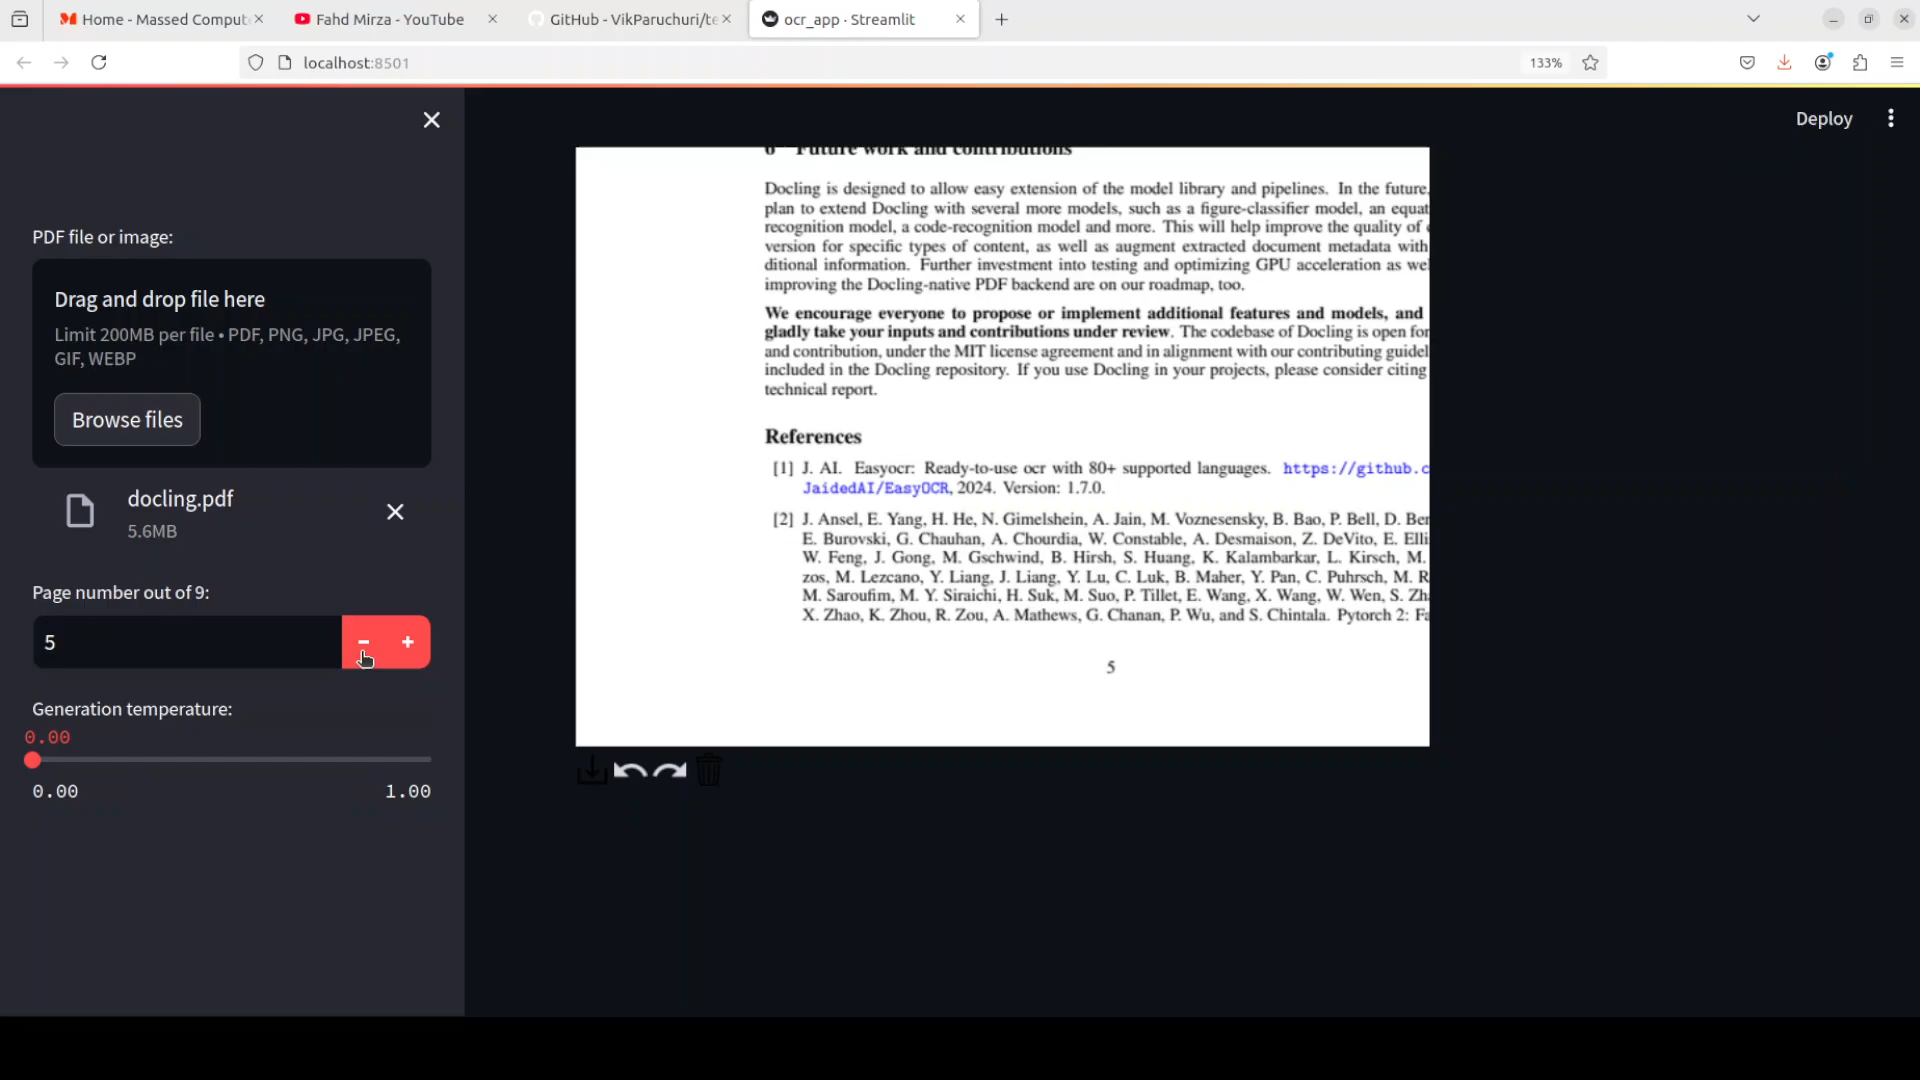 Home - Massed Comput
Fahd Mirza - YouTube
GitHub - VikParuchuri/te
ocr_app · Streamlit
localhost:8501
133%
Deploy
PDF file or image:
Drag and drop file here
Limit 200MB per file • PDF, PNG, JPG, JPEG,
GIF, WEBP
Browse files
docling.pdf
5.6MB
Page number out of 9:
5
- +
Generation temperature:
0.00
0.00 1.00
6 Future work and contributions
Docling is designed to allow easy extension of the model library and pipelines. In the future,
plan to extend Docling with several more models, such as a figure-classifier model, an equat
recognition model, a code-recognition model and more. This will help improve the quality of
version for specific types of content, as well as augment extracted document metadata with
ditional information. Further investment into testing and optimizing GPU acceleration as wel
improving the Docling-native PDF backend are on our roadmap, too.
We encourage everyone to propose or implement additional features and models, and
gladly take your inputs and contributions under review. The codebase of Docling is open for
and contribution, under the MIT license agreement and in alignment with our contributing guidel
included in the Docling repository. If you use Docling in your projects, please consider citing
technical report.
References
[1] J. AI. Easyocr: Ready-to-use ocr with 80+ supported languages. https://github.c
JaidedAI/EasyOCR, 2024. Version: 1.7.0.
[2] J. Ansel, E. Yang, H. He, N. Gimelshein, A. Jain, M. Voznesensky, B. Bao, P. Bell, D. Ber
E. Burovski, G. Chauhan, A. Chourdia, W. Constable, A. Desmaison, Z. DeVito, E. Elli
W. Feng, J. Gong, M. Gschwind, B. Hirsh, S. Huang, K. Kalambarkar, L. Kirsch, M.
zos, M. Lezcano, Y. Liang, J. Liang, Y. Lu, C. Luk, B. Maher, Y. Pan, C. Puhrsch, M. R
M. Saroufim, M. Y. Siraichi, H. Suk, M. Suo, P. Tillet, E. Wang, X. Wang, W. Wen, S. Zha
X. Zhao, K. Zhou, R. Zou, A. Mathews, G. Chanan, P. Wu, and S. Chintala. Pytorch 2: Fa
5